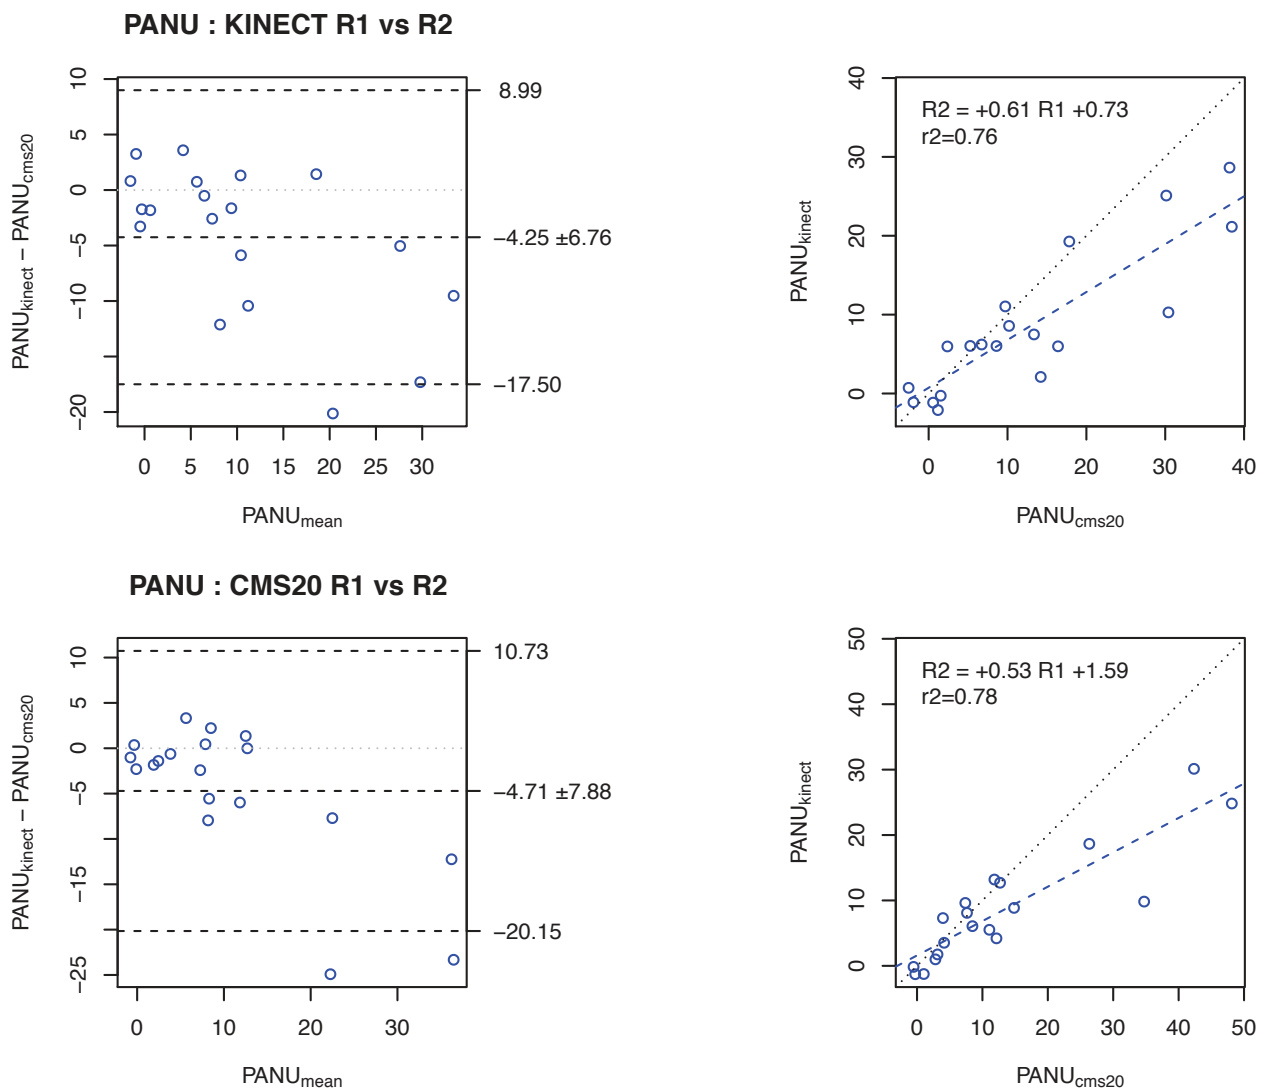 PANU : KINECT R1 vs R2
10
5
0
−5
−10
−20
PANUkinect − PANUcms20
8.99
−4.25 ±6.76
−17.50
0 5 10 15 20 25 30
PANUmean
R2 = +0.61 R1 +0.73
r2=0.76
40
30
20
10
0
PANUkinect
0 10 20 30 40
PANUcms20
PANU : CMS20 R1 vs R2
10
5
0
−5
−15
−25
PANUkinect − PANUcms20
10.73
−4.71 ±7.88
−20.15
0 10 20 30
PANUmean
R2 = +0.53 R1 +1.59
r2=0.78
50
40
30
20
10
0
PANUkinect
0 10 20 30 40 50
PANUcms20